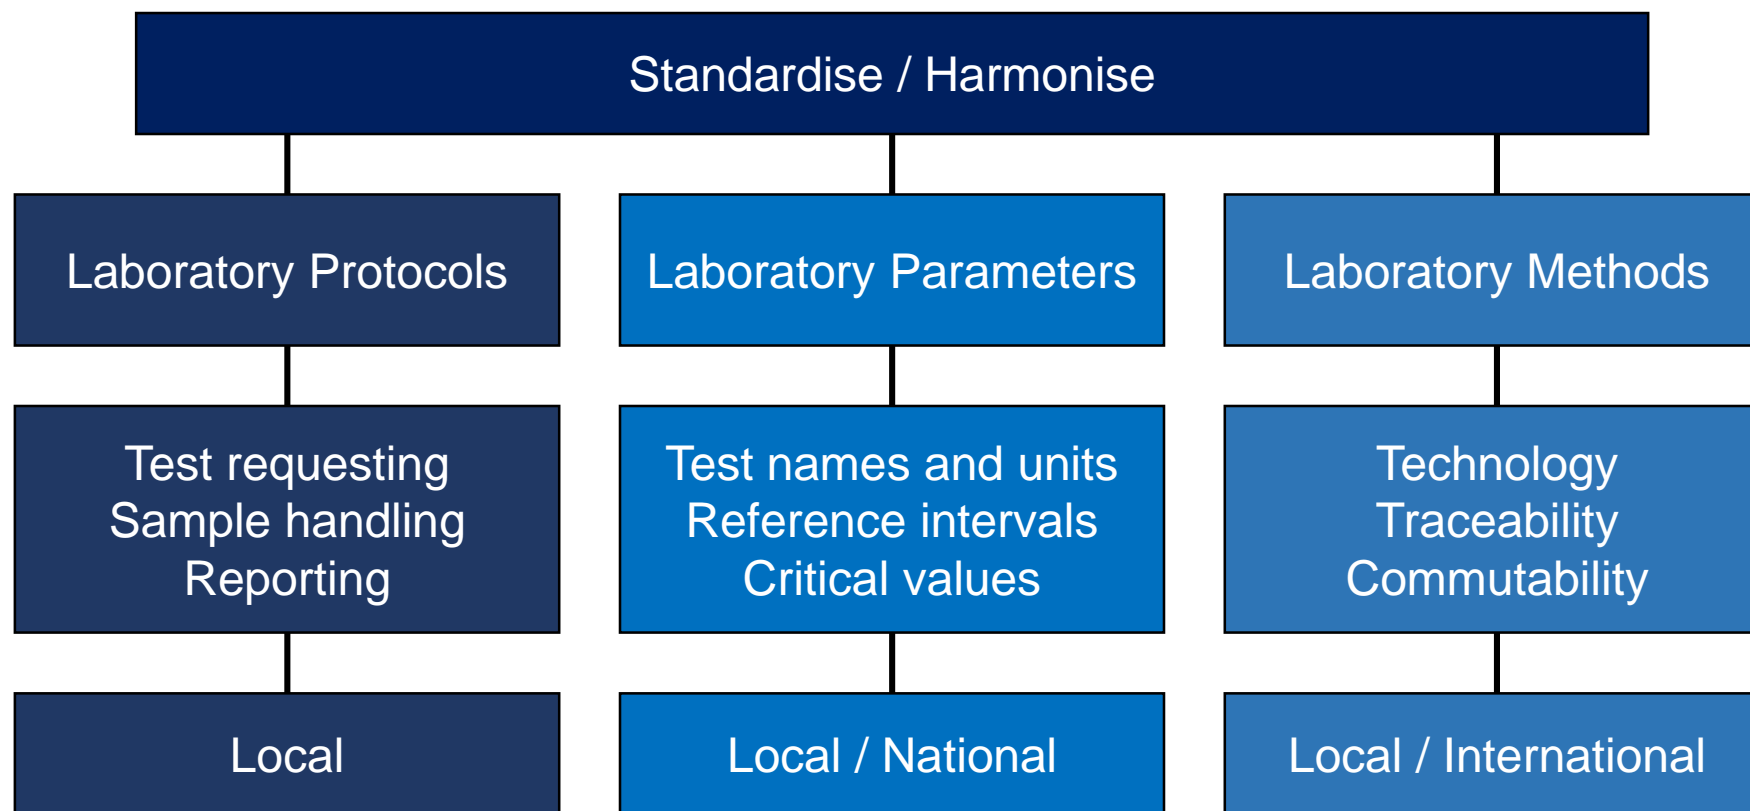 Standardise / Harmonise
Laboratory Protocols
Laboratory Parameters
Laboratory Methods
Test requesting
Sample handling
Reporting
Test names and units
Reference intervals
Critical values
Technology
Traceability
Commutability
Local
Local / National
Local / International